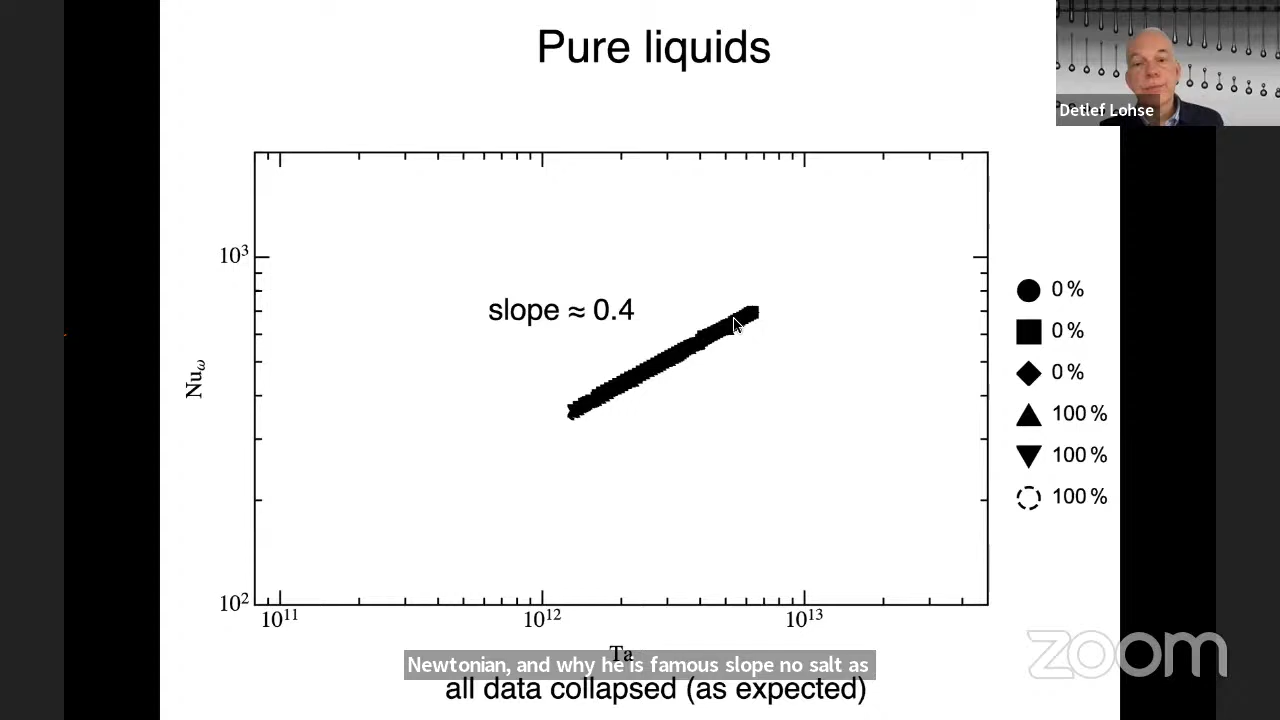 Pure liquids
Detlef Lohse
10³
slope ≈ 0.4
0 %
0 %
0 %
Nuω
100 %
100 %
100 %
10²
10¹¹
10¹²
10¹³
Ta
Newtonian, and why he is famous slope no salt as
all data collapsed (as expected)
zoom